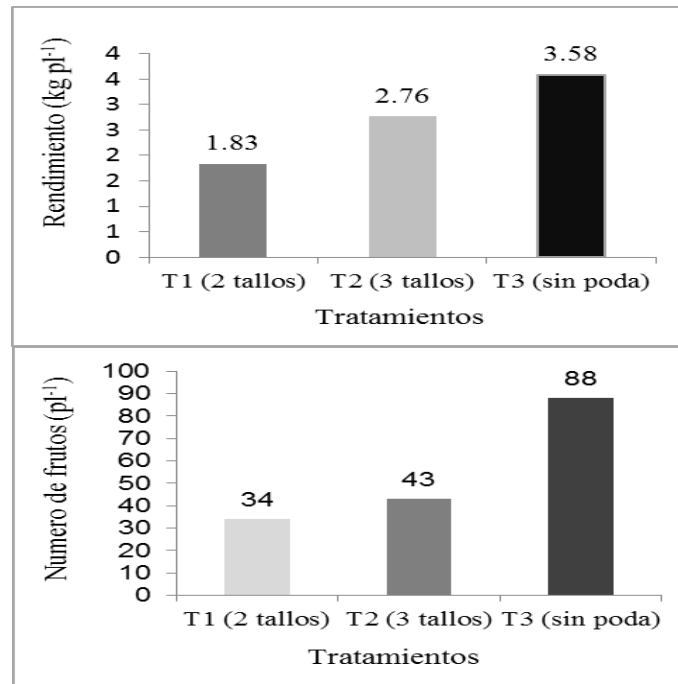 Rendimiento (kg pl⁻¹)
4
4
3
3
2
2
1
1
0
1.83
2.76
3.58
T1 (2 tallos)
T2 (3 tallos)
T3 (sin poda)
Tratamientos
Numero de frutos (pl⁻¹)
100
90
80
70
60
50
40
30
20
10
0
34
43
88
T1 (2 tallos)
T2 (3 tallos)
T3 (sin poda)
Tratamientos